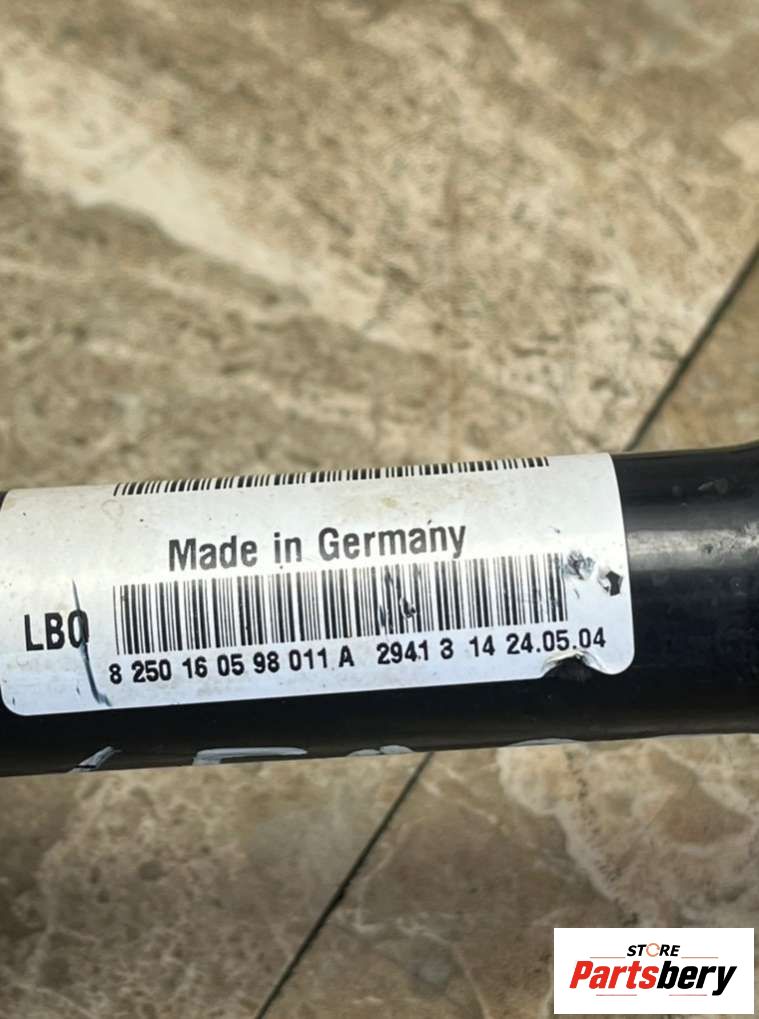 Made in Germany
LBO
8 250 16 05 98 011 A 2941 3 14 24.05.04
STORE
Partsbery